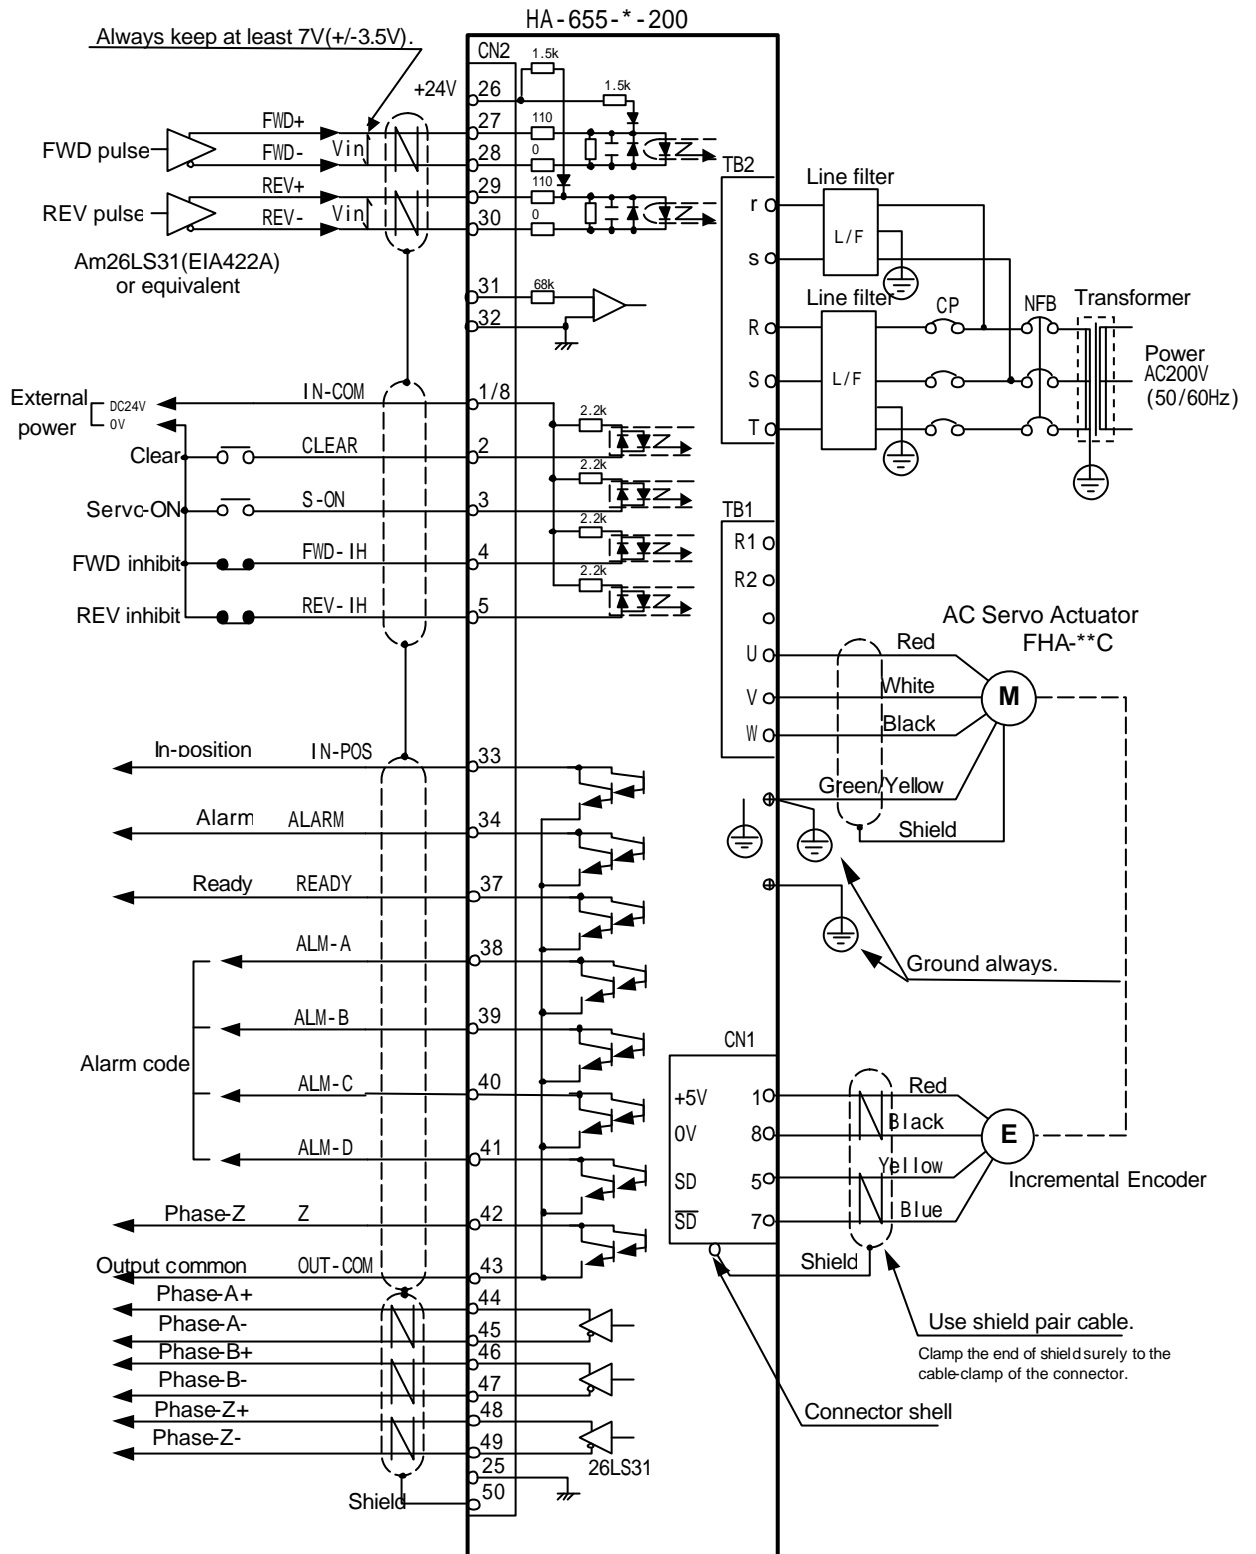 HA-655-*-200
Always keep at least 7V(+/-3.5V).
CN2
1.5k
+24V
26
1.5k
FWD+
27
110
FWD pulse
Vin
FWD-
28
0
TB2
REV+
29
110
Line filter
r
REV pulse
Vin
REV-
30
0
L/F
Am26LS31(EIA422A)
or equivalent
s
31
68k
Line filter
CP
NFB
Transformer
32
R
Power
AC200V
(50/60Hz)
S
L/F
External
power
DC24V
0V
IN-COM
1/8
2.2k
T
Clear
CLEAR
2
2.2k
Servo-ON
S-ON
3
2.2k
TB1
R1
FWD inhibit
FWD-IH
4
2.2k
R2
REV inhibit
REV-IH
5
AC Servo Actuator
FHA-**C
U
Red
V
White
M
W
Black
In-position
IN-POS
33
Green/Yellow
Alarm
ALARM
34
Shield
Ready
READY
37
ALM-A
38
Ground always.
ALM-B
39
CN1
Alarm code
ALM-C
40
+5V
1
Red
0V
8
Black
E
ALM-D
41
SD
5
Yellow
Incremental Encoder
Phase-Z
Z
42
S̅D̅
7
Blue
Output common
OUT-COM
43
Shield
Phase-A+
44
Phase-A-
45
Use shield pair cable.
Phase-B+
46
Clamp the end of shield surely to the
cable-clamp of the connector.
Phase-B-
47
Phase-Z+
48
Connector shell
Phase-Z-
49
26LS31
25
Shield
50